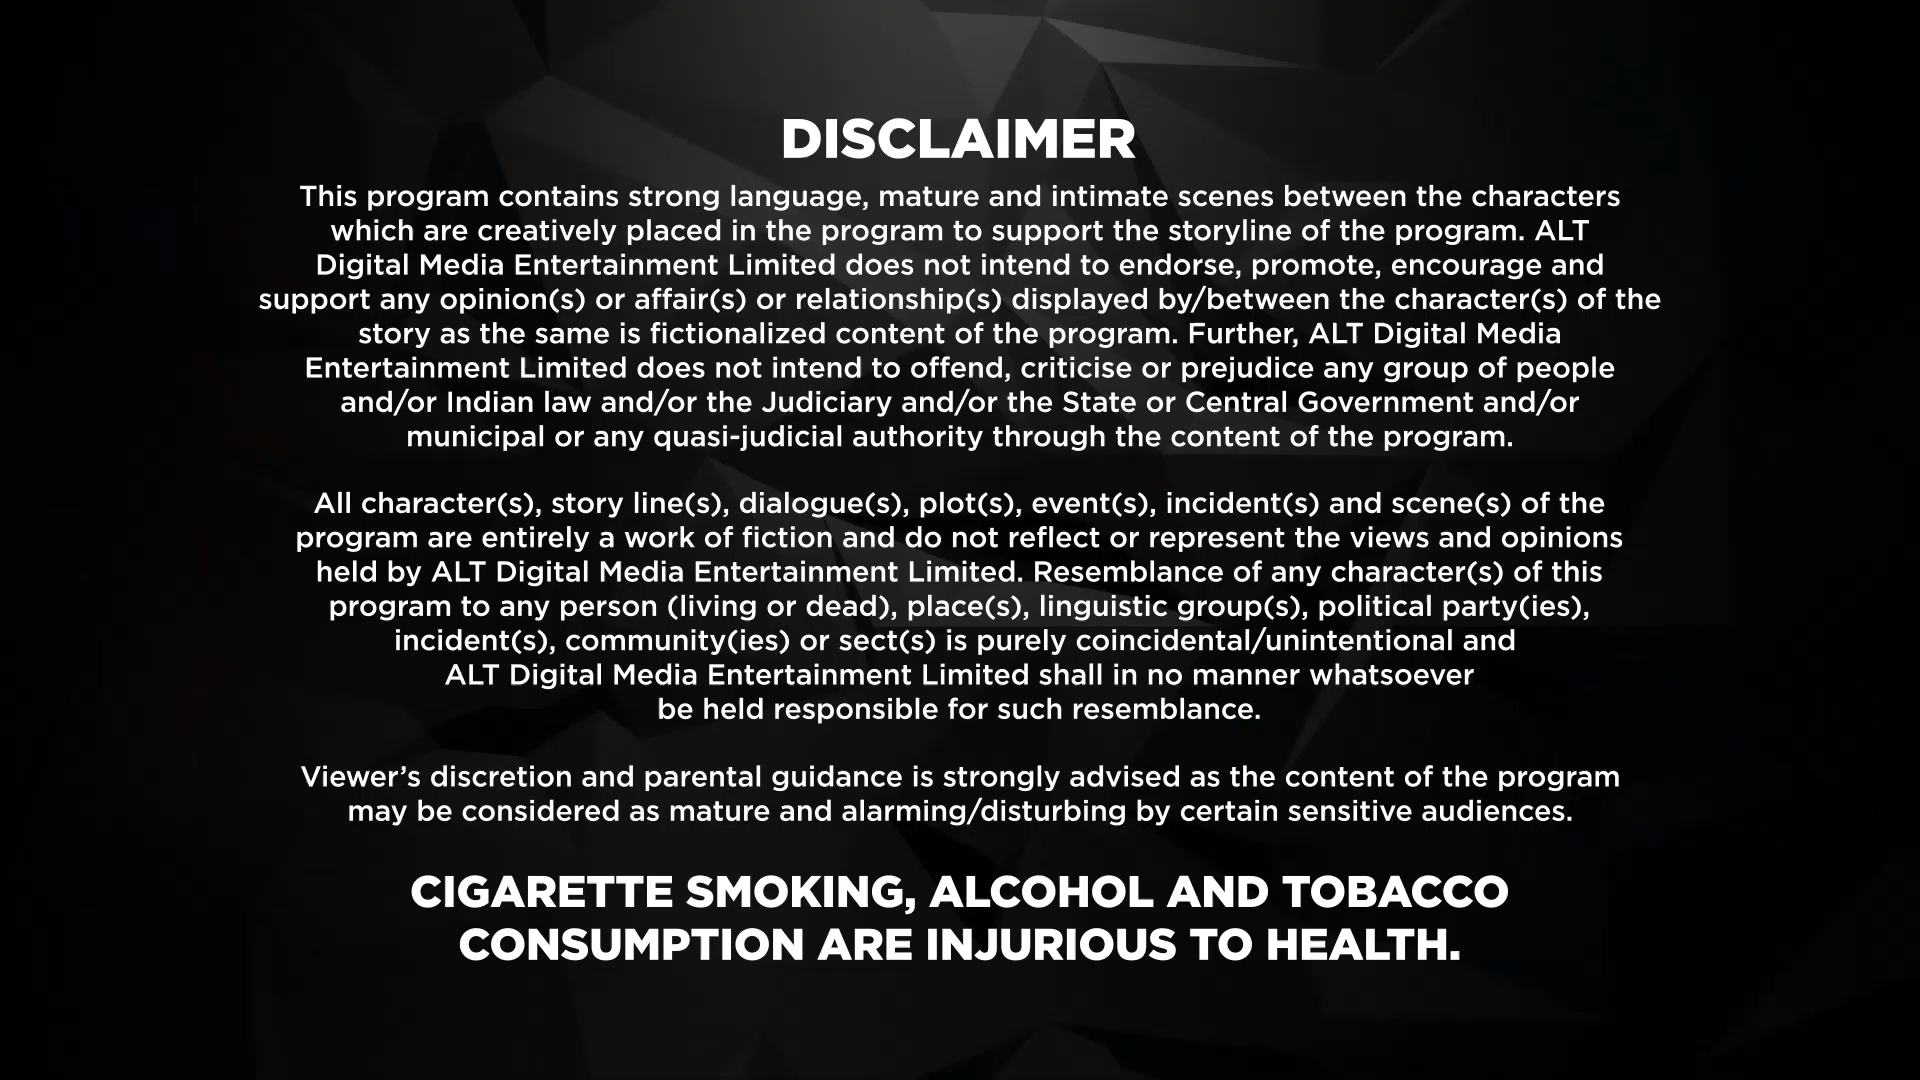 DISCLAIMER
This program contains strong language, mature and intimate scenes between the characters
which are creatively placed in the program to support the storyline of the program. ALT
Digital Media Entertainment Limited does not intend to endorse, promote, encourage and
support any opinion(s) or affair(s) or relationship(s) displayed by/between the character(s) of the
story as the same is fictionalized content of the program. Further, ALT Digital Media
Entertainment Limited does not intend to offend, criticise or prejudice any group of people
and/or Indian law and/or the Judiciary and/or the State or Central Government and/or
municipal or any quasi-judicial authority through the content of the program.
All character(s), story line(s), dialogue(s), plot(s), event(s), incident(s) and scene(s) of the
program are entirely a work of fiction and do not reflect or represent the views and opinions
held by ALT Digital Media Entertainment Limited. Resemblance of any character(s) of this
program to any person (living or dead), place(s), linguistic group(s), political party(ies),
incident(s), community(ies) or sect(s) is purely coincidental/unintentional and
ALT Digital Media Entertainment Limited shall in no manner whatsoever
be held responsible for such resemblance.
Viewer’s discretion and parental guidance is strongly advised as the content of the program
may be considered as mature and alarming/disturbing by certain sensitive audiences.
CIGARETTE SMOKING, ALCOHOL AND TOBACCO
CONSUMPTION ARE INJURIOUS TO HEALTH.